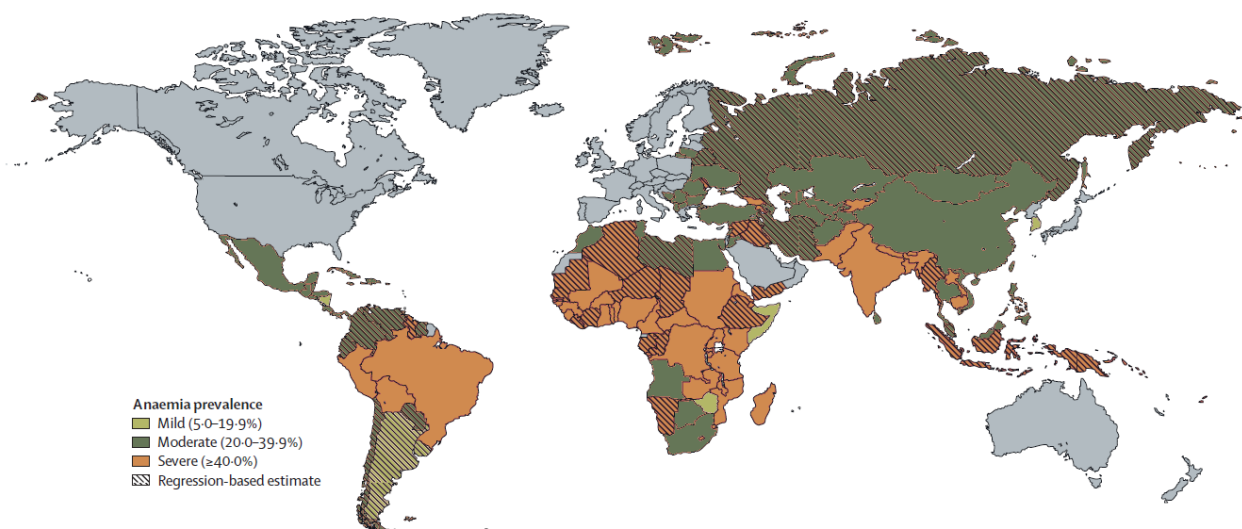 Anaemia prevalence
Mild (5·0–19·9%)
Moderate (20·0–39·9%)
Severe (≥40·0%)
Regression-based estimate